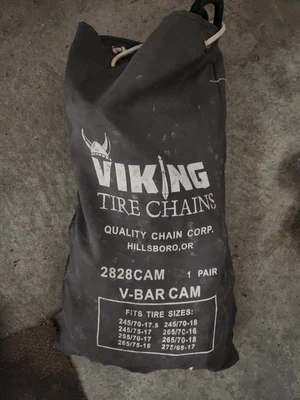 VIKING
TIRE CHAINS
QUALITY CHAIN CORP.
HILLSBORO,OR
2828CAM 1 PAIR
V-BAR CAM
FITS TIRE SIZES:
245/70-17.5 245/70-18
245/75-17 265/70-16
265/70-17 265/70-18
265/75-16 275/65-17